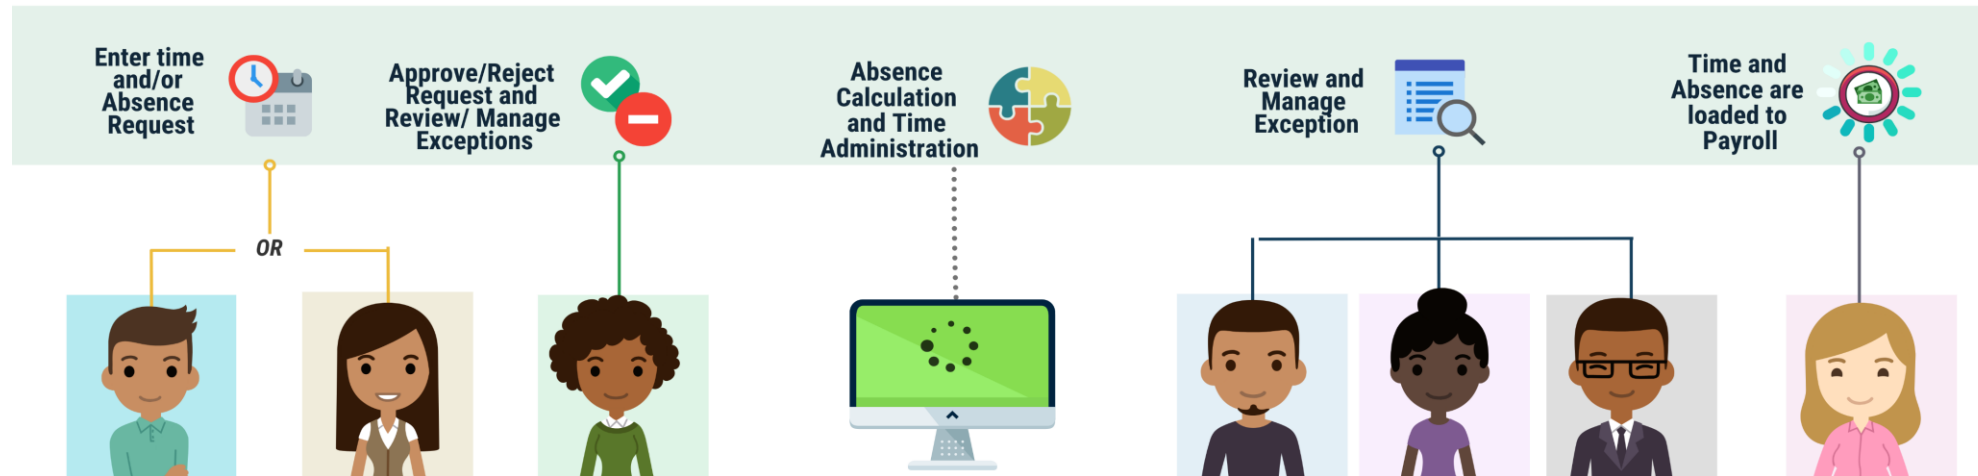 Enter time
and/or
Absence
Request
Approve/Reject
Request and
Review/ Manage
Exceptions
Absence
Calculation
and Time
Administration
Review and
Manage
Exception
Time and
Absence are
loaded to
Payroll
OR